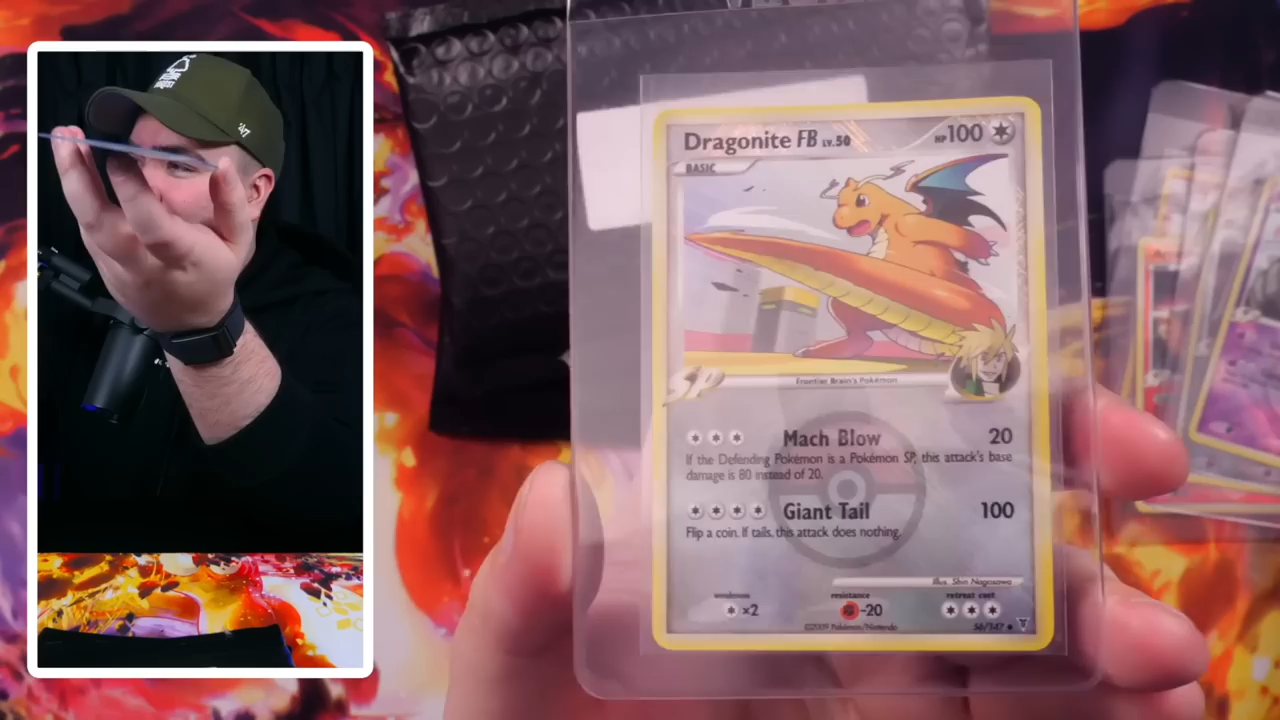 '47
Dragonite FB LV.50
HP100
BASIC
SP
Frontier Brain's Pokémon
Mach Blow 20
If the Defending Pokémon is a Pokémon SP, this attack's base
damage is 80 instead of 20.
Giant Tail 100
Flip a coin. If tails, this attack does nothing.
Illus. Shin Nagasawa
weakness resistance retreat cost
×2 -20
©2009 Pokémon/Nintendo
56/147